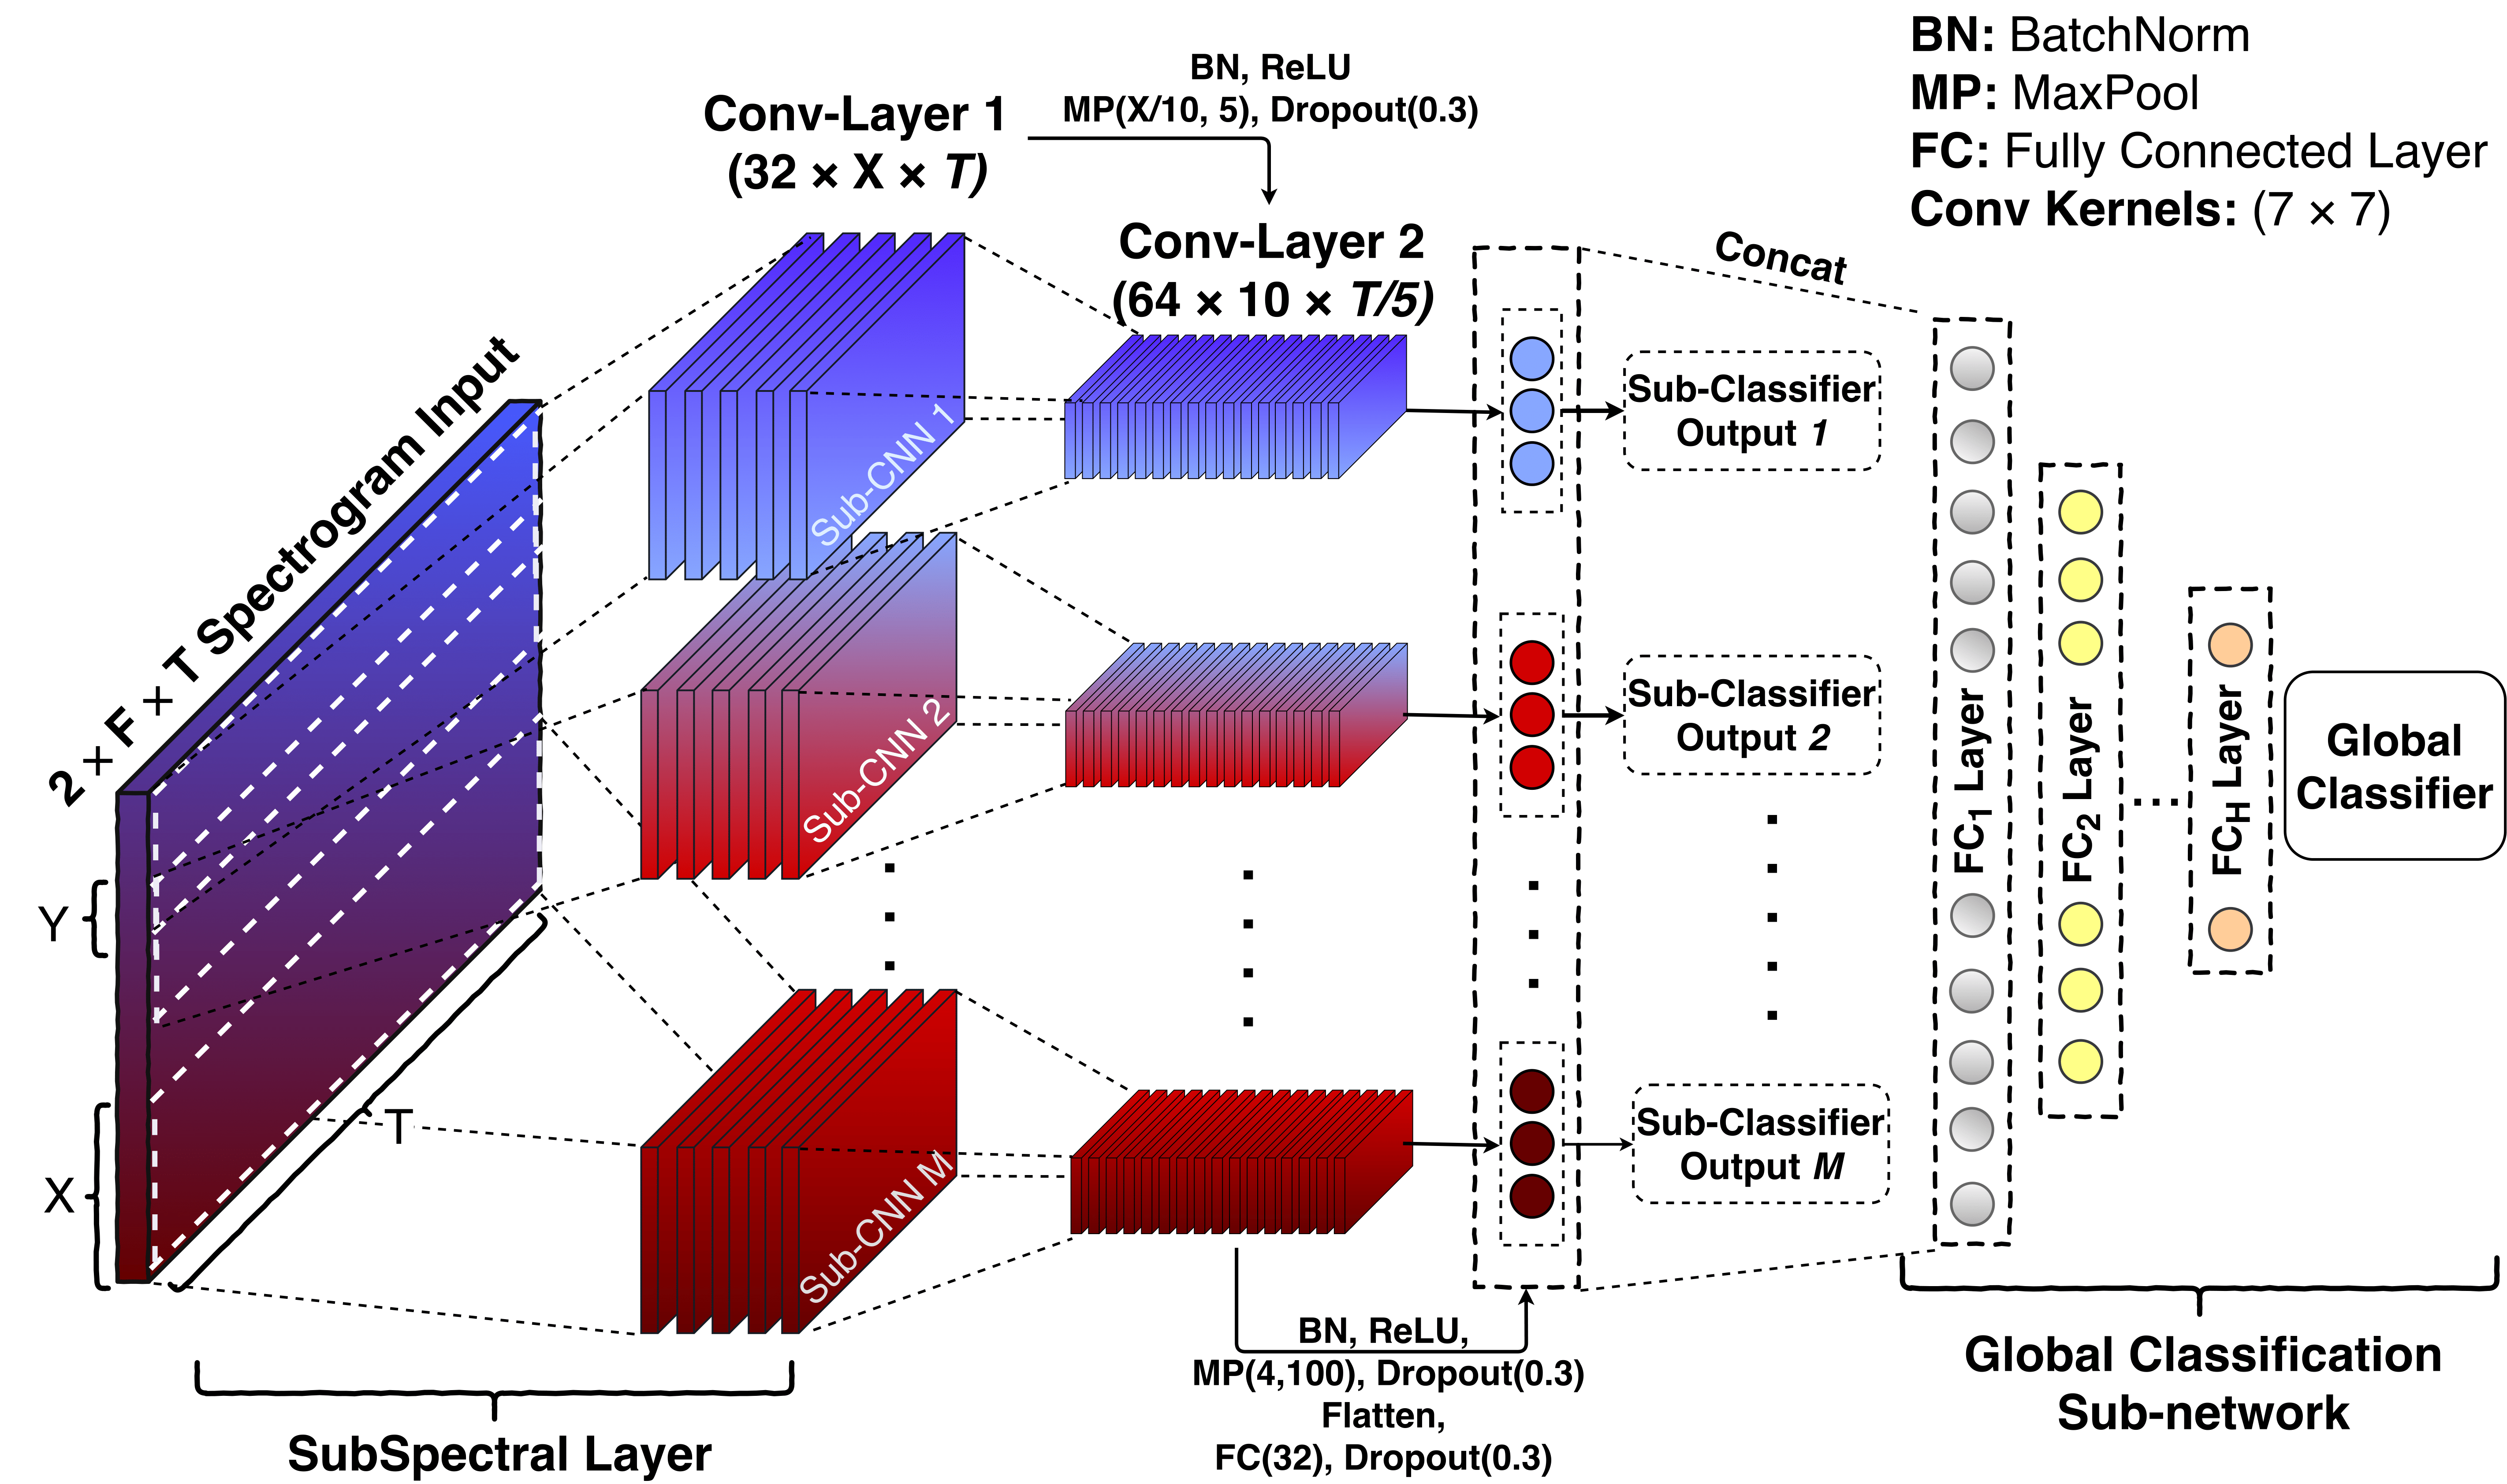 BN: BatchNorm
MP: MaxPool
FC: Fully Connected Layer
Conv Kernels: (7 × 7)
BN, ReLU
MP(X/10, 5), Dropout(0.3)
Conv-Layer 1
(32 × X × T)
Conv-Layer 2
(64 × 10 × T/5)
Concat
2 + F + T Spectrogram Input
Y
X
T
Sub-CNN 1
Sub-CNN 2
Sub-CNN M
Sub-Classifier
Output 1
Sub-Classifier
Output 2
Sub-Classifier
Output M
FC1 Layer
FC2 Layer
...
FCH Layer
Global
Classifier
BN, ReLU,
MP(4,100), Dropout(0.3)
Flatten,
FC(32), Dropout(0.3)
SubSpectral Layer
Global Classification
Sub-network